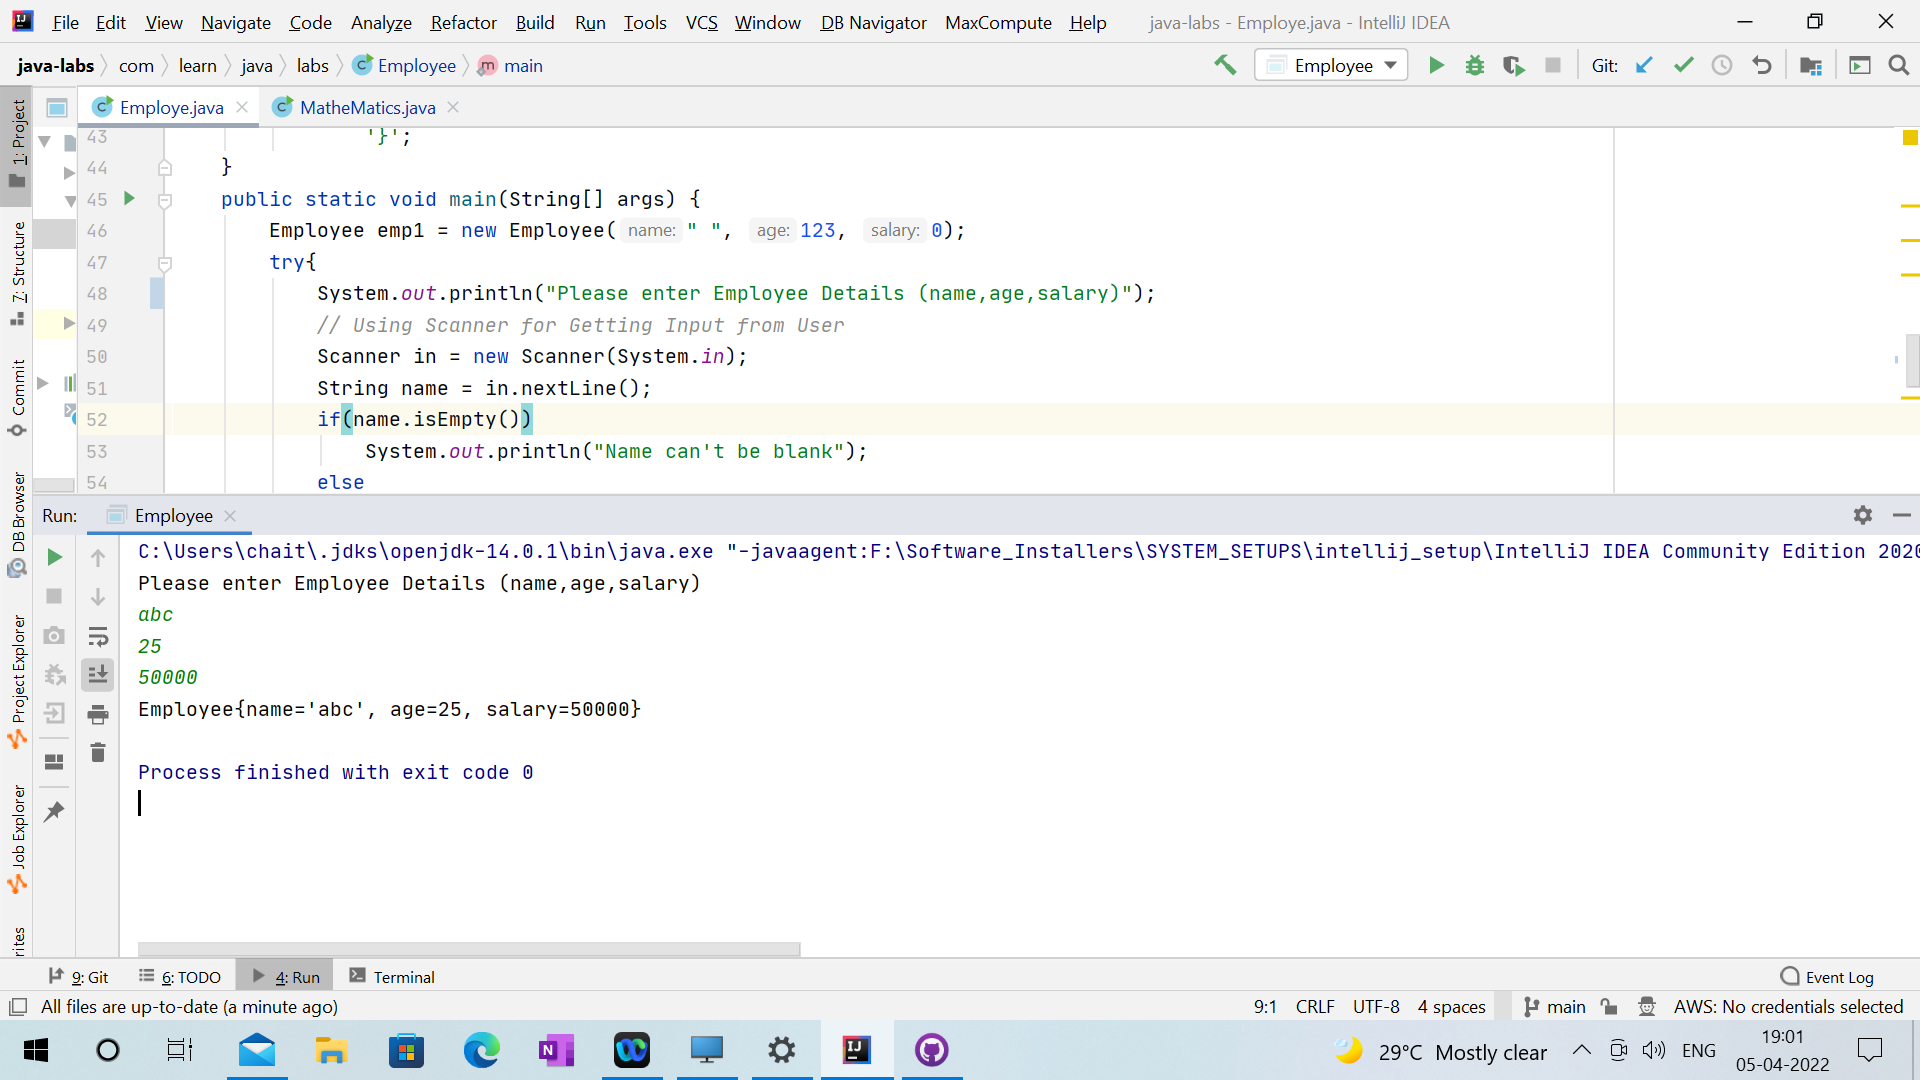 File Edit View Navigate Code Analyze Refactor Build Run Tools VCS Window DB Navigator MaxCompute Help java-labs - Employe.java - IntelliJ IDEA
java-labs com learn java labs Employee main Employee Git:
1: Project
7: Structure
Commit
DB Browser
Project Explorer
Job Explorer
rites
Employe.java MatheMatics.java
43 '}';
44 }
45 public static void main(String[] args) {
46 Employee emp1 = new Employee( name: " ", age: 123, salary: 0);
47 try{
48 System.out.println("Please enter Employee Details (name,age,salary)");
49 // Using Scanner for Getting Input from User
50 Scanner in = new Scanner(System.in);
51 String name = in.nextLine();
52 if(name.isEmpty())
53 System.out.println("Name can't be blank");
54 else
Run: Employee
C:\Users\chait\.jdks\openjdk-14.0.1\bin\java.exe "-javaagent:F:\Software_Installers\SYSTEM_SETUPS\intellij_setup\IntelliJ IDEA Community Edition 2020
Please enter Employee Details (name,age,salary)
abc
25
50000
Employee{name='abc', age=25, salary=50000}
Process finished with exit code 0
9: Git 6: TODO 4: Run Terminal Event Log
All files are up-to-date (a minute ago) 9:1 CRLF UTF-8 4 spaces main AWS: No credentials selected
29°C Mostly clear ENG 19:01
05-04-2022